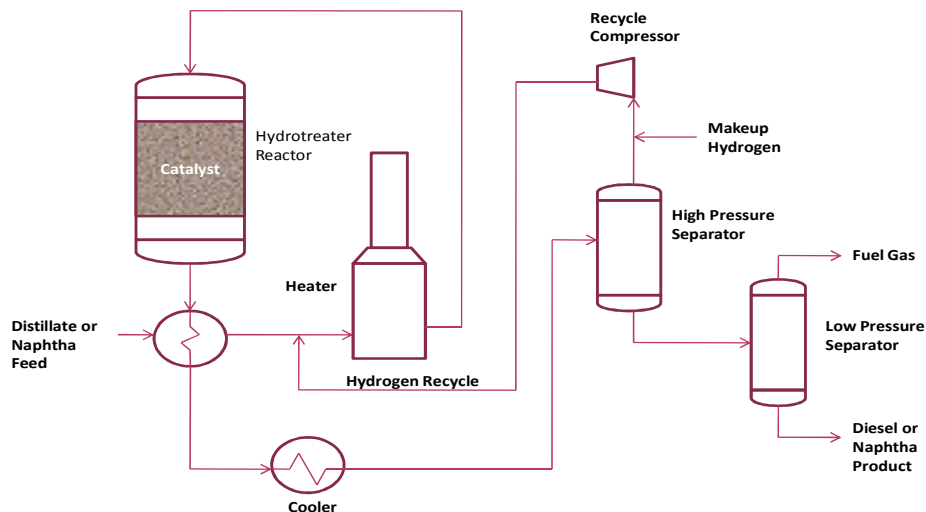 Recycle
Compressor
Hydrotreater
Reactor
Catalyst
Makeup
Hydrogen
High Pressure
Separator
Heater
Fuel Gas
Distillate or
Naphtha
Feed
Low Pressure
Separator
Hydrogen Recycle
Diesel or
Naphtha
Product
Cooler